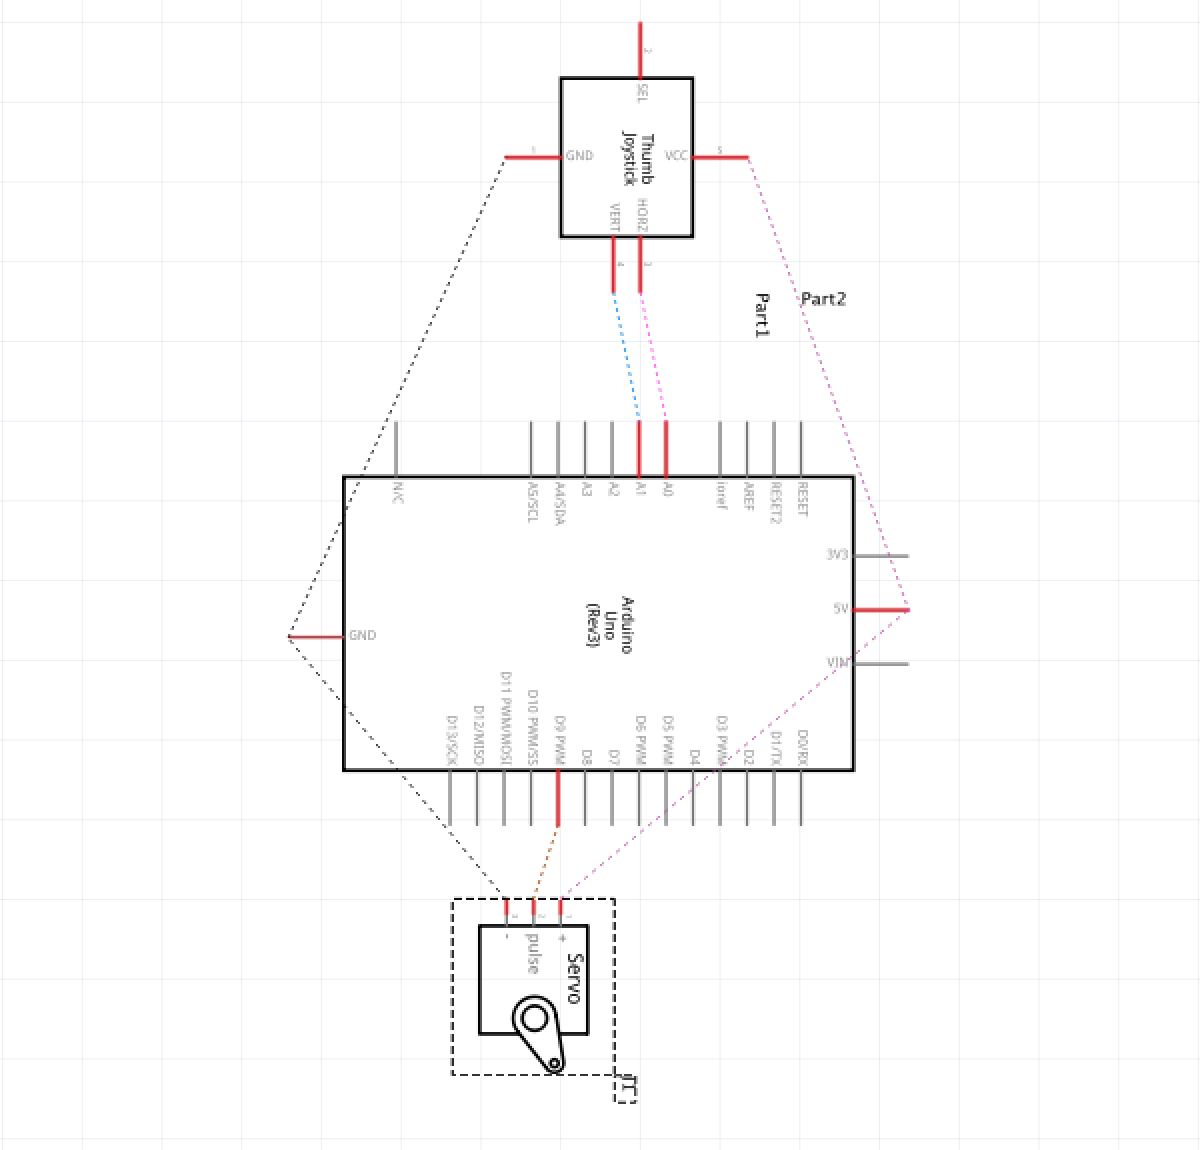 2
SEL
Thumb
Joystick
1
GND
VCC
5
VERT
HORZ
4
3
Part1
Part2
N/C
A5/SCL
A4/SDA
A3
A2
A1
A0
ioref
AREF
RESET2
RESET
3V3
5V
VIN
GND
Arduino
Uno
(Rev3)
D13/SCK
D12/MISO
D11 PWM/MOSI
D10 PWM/SS
D9 PWM
D8
D7
D6 PWM
D5 PWM
D4
D3 PWM
D2
D1/TX
D0/RX
3
2
1
-
pulse
+
Servo